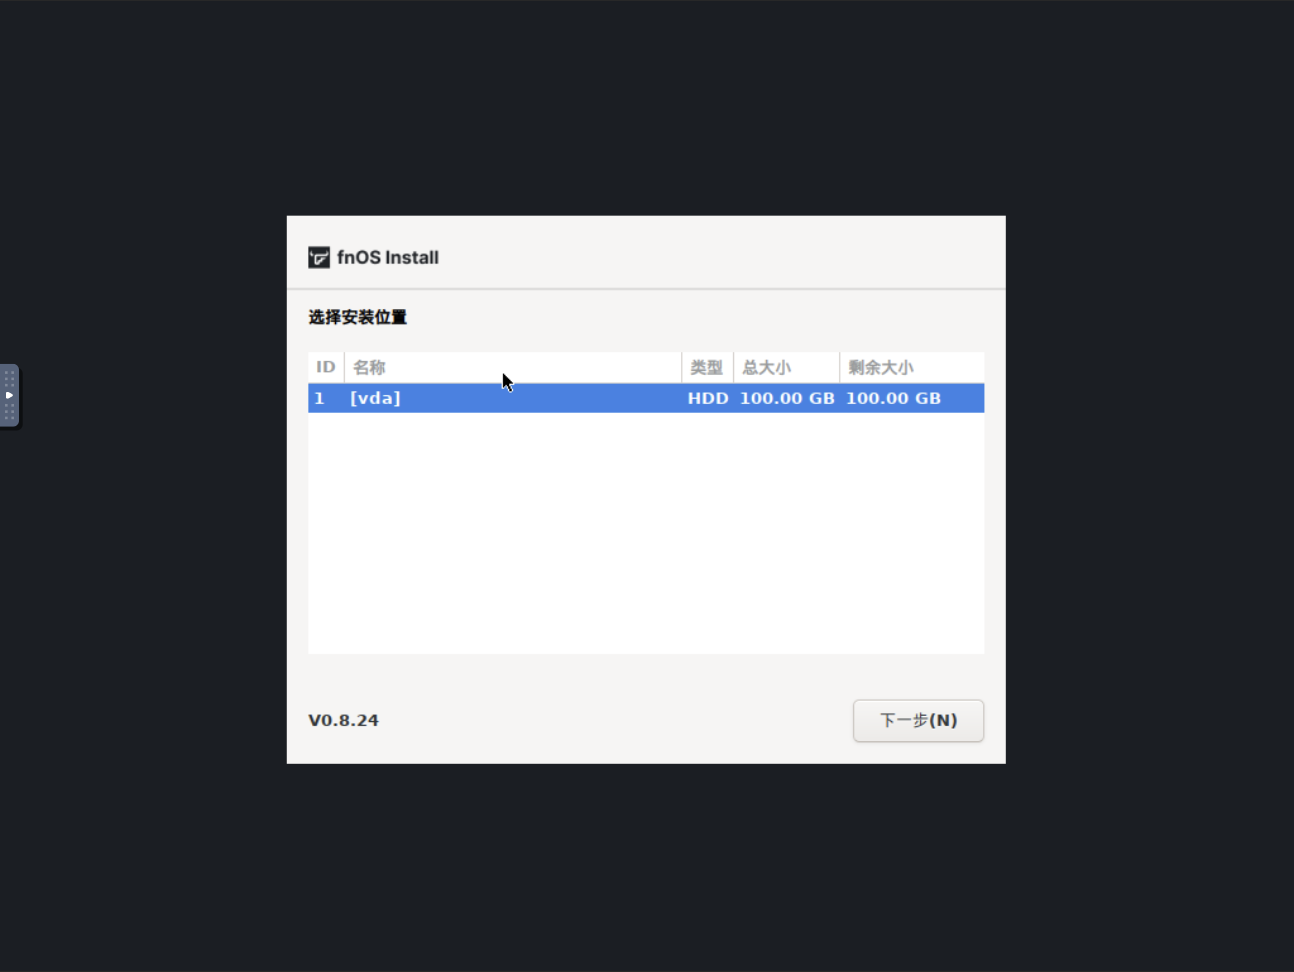 fnOS Install
选择安装位置
ID 名称 类型 总大小 剩余大小
1 [vda] HDD 100.00 GB 100.00 GB
V0.8.24 下一步(N)